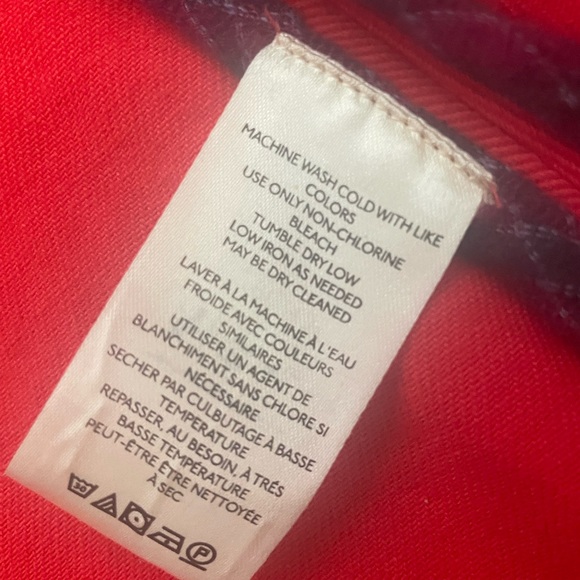 MACHINE WASH COLD WITH LIKE
COLORS
USE ONLY NON-CHLORINE
BLEACH
TUMBLE DRY LOW
LOW IRON AS NEEDED
MAY BE DRY CLEANED
LAVER À LA MACHINE À L'EAU
FROIDE AVEC COULEURS
SIMILAIRES
UTILISER UN AGENT DE
BLANCHIMENT SANS CHLORE SI
NÉCESSAIRE
SECHER PAR CULBUTAGE À BASSE
TEMPÉRATURE
REPASSER, AU BESOIN, À TRÉS
BASSE TEMPÉRATURE
PEUT-ÊTRE ÊTRE NETTOYÉE
À SEC
30 P